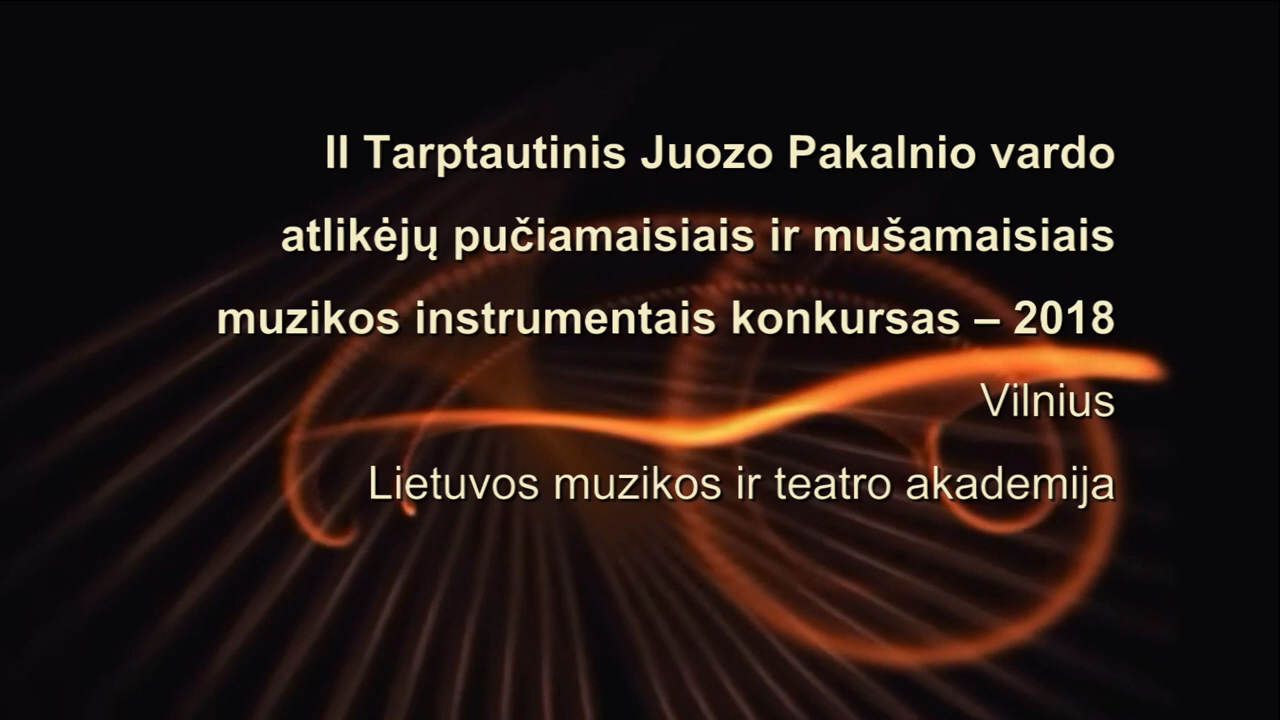 II Tarptautinis Juozo Pakalnio vardo
atlikėjų pučiamaisiais ir mušamaisiais
muzikos instrumentais konkursas – 2018
Vilnius
Lietuvos muzikos ir teatro akademija